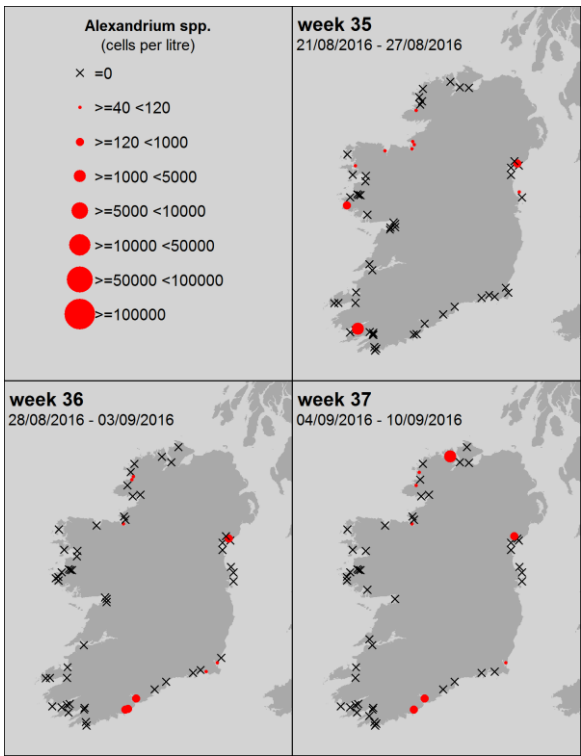 Alexandrium spp.
(cells per litre)
=0
>=40 <120
>=120 <1000
>=1000 <5000
>=5000 <10000
>=10000 <50000
>=50000 <100000
>=100000
week 35
21/08/2016 - 27/08/2016
week 36
28/08/2016 - 03/09/2016
week 37
04/09/2016 - 10/09/2016